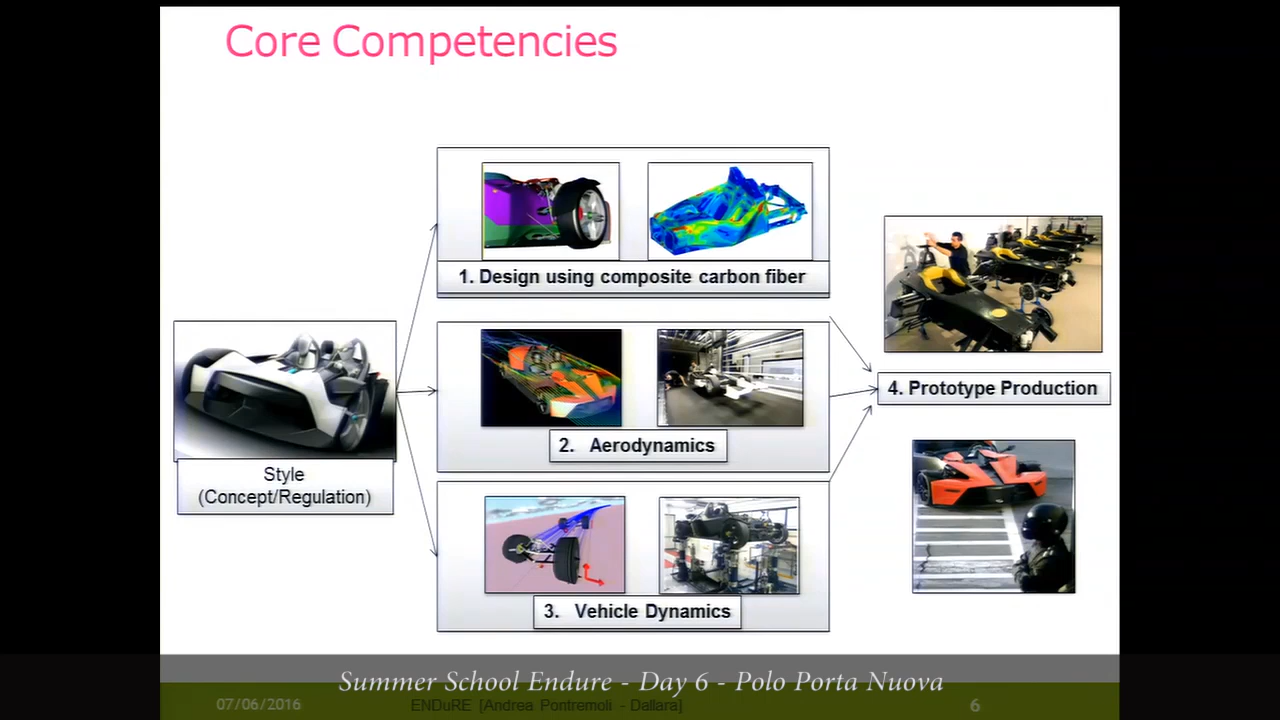 Core Competencies
1. Design using composite carbon fiber
Style
(Concept/Regulation)
2. Aerodynamics
3. Vehicle Dynamics
4. Prototype Production
Summer School Endure - Day 6 - Polo Porta Nuova
07/06/2016
ENDuRE [Andrea Pontremoli - Dallara]
6